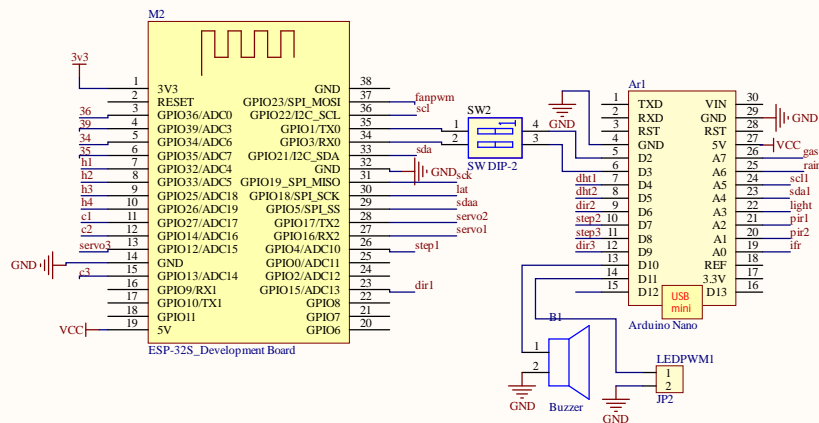 M2
3v3
1 3V3 GND 38
2 RESET GPIO23/SPI_MOSI 37 fanpwm
36 3 GPIO36/ADC0 GPIO22/I2C_SCL 36 scl
39 4 GPIO39/ADC3 GPIO1/TX0 35
34 5 GPIO34/ADC6 GPIO3/RX0 34
35 6 GPIO35/ADC7 GPIO21/I2C_SDA 33 sda
h1 7 GPIO32/ADC4 GND 32 GND
h2 8 GPIO33/ADC5 GPIO19_SPI_MISO 31 sck
h3 9 GPIO25/ADC18 GPIO18/SPI_SCK 30 lat
h4 10 GPIO26/ADC19 GPIO5/SPI_SS 29 sdaa
c1 11 GPIO27/ADC17 GPIO17/TX2 28 servo2
c2 12 GPIO14/ADC16 GPIO16/RX2 27 servo1
servo3 13 GPIO12/ADC15 GPIO4/ADC10 26 step1
GND 14 GND GPIO0/ADC11 25
c3 15 GPIO13/ADC14 GPIO2/ADC12 24
16 GPIO9/RX1 GPIO15/ADC13 23 dir1
17 GPIO10/TX1 GPIO8 22
18 GPIO11 GPIO7 21
VCC 19 5V GPIO6 20
ESP-32S_Development Board
SW2
1 1 4
2 3
SW DIP-2
GND
Ar1
1 TXD VIN 30
2 RXD GND 29 GND
3 RST RST 28
4 GND 5V 27 VCC
5 D2 A7 26 gas
6 D3 A6 25 rain
dht1 7 D4 A5 24 scl1
dht2 8 D5 A4 23 sda1
dir2 9 D6 A3 22 light
step2 10 D7 A2 21 pir1
step3 11 D8 A1 20 pir2
dir3 12 D9 A0 19 ifr
13 D10 REF 18
14 D11 3.3V 17
15 D12 D13 16
USB
mini
Arduino Nano
B1
1
2
GND
Buzzer
LEDPWM1
1
2
JP2
GND